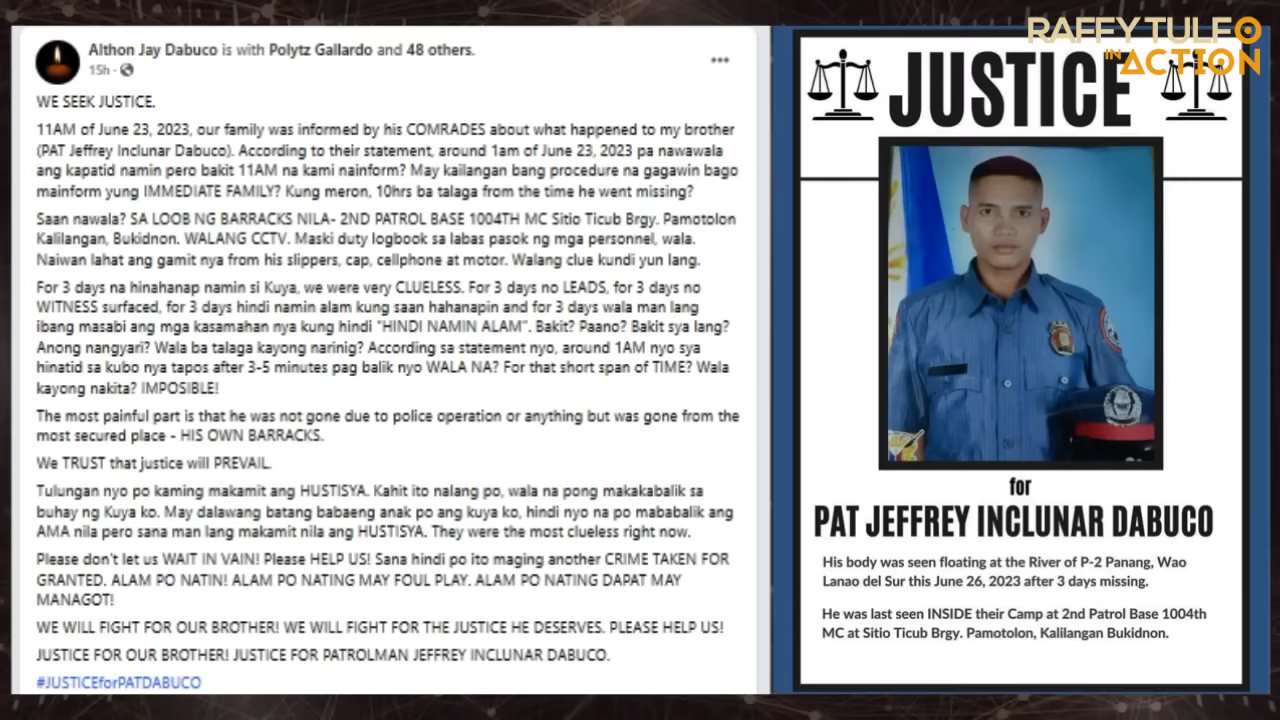 Althon Jay Dabuco is with Polytz Gallardo and 48 others.
15h ·
WE SEEK JUSTICE.
11AM of June 23, 2023, our family was informed by his COMRADES about what happened to my brother
(PAT Jeffrey Inclunar Dabuco). According to their statement, around 1am of June 23, 2023 pa nawawala
ang kapatid namin pero bakit 11AM na kami nainform? May kailangan bang procedure na gagawin bago
mainform yung IMMEDIATE FAMILY? Kung meron, 10hrs ba talaga from the time he went missing?
Saan nawala? SA LOOB NG BARRACKS NILA- 2ND PATROL BASE 1004TH MC Sitio Ticub Brgy. Pamotolon
Kalilangan, Bukidnon. WALANG CCTV. Maski duty logbook sa labas pasok ng mga personnel, wala.
Naiwan lahat ang gamit nya from his slippers, cap, cellphone at motor. Walang clue kundi yun lang.
For 3 days na hinahanap namin si Kuya, we were very CLUELESS. For 3 days no LEADS, for 3 days no
WITNESS surfaced, for 3 days hindi namin alam kung saan hahanapin and for 3 days wala man lang
ibang masabi ang mga kasamahan nya kung hindi "HINDI NAMIN ALAM". Bakit? Paano? Bakit sya lang?
Anong nangyari? Wala ba talaga kayong narinig? According sa statement nyo, around 1AM nyo sya
hinatid sa kubo nya tapos after 3-5 minutes pag balik nyo WALA NA? For that short span of TIME? Wala
kayong nakita? IMPOSIBLE!
The most painful part is that he was not gone due to police operation or anything but was gone from the
most secured place - HIS OWN BARRACKS.
We TRUST that justice will PREVAIL.
Tulungan nyo po kaming makamit ang HUSTISYA. Kahit ito nalang po, wala na pong makakabalik sa
buhay ng Kuya ko. May dalawang batang babaeng anak po ang kuya ko, hindi nyo na po mababalik ang
AMA nila pero sana man lang makamit nila ang HUSTISYA. They were the most clueless right now.
Please don't let us WAIT IN VAIN! Please HELP US! Sana hindi po ito maging another CRIME TAKEN FOR
GRANTED. ALAM PO NATIN! ALAM PO NATING MAY FOUL PLAY. ALAM PO NATING DAPAT MAY
MANAGOT!
WE WILL FIGHT FOR OUR BROTHER! WE WILL FIGHT FOR THE JUSTICE HE DESERVES. PLEASE HELP US!
JUSTICE FOR OUR BROTHER! JUSTICE FOR PATROLMAN JEFFREY INCLUNAR DABUCO.
#JUSTICEforPATDABUCO
RAFFY TULFO
IN ACTION
JUSTICE
for
PAT JEFFREY INCLUNAR DABUCO
His body was seen floating at the River of P-2 Panang, Wao
Lanao del Sur this June 26, 2023 after 3 days missing.
He was last seen INSIDE their Camp at 2nd Patrol Base 1004th
MC at Sitio Ticub Brgy. Pamotolon, Kalilangan Bukidnon.